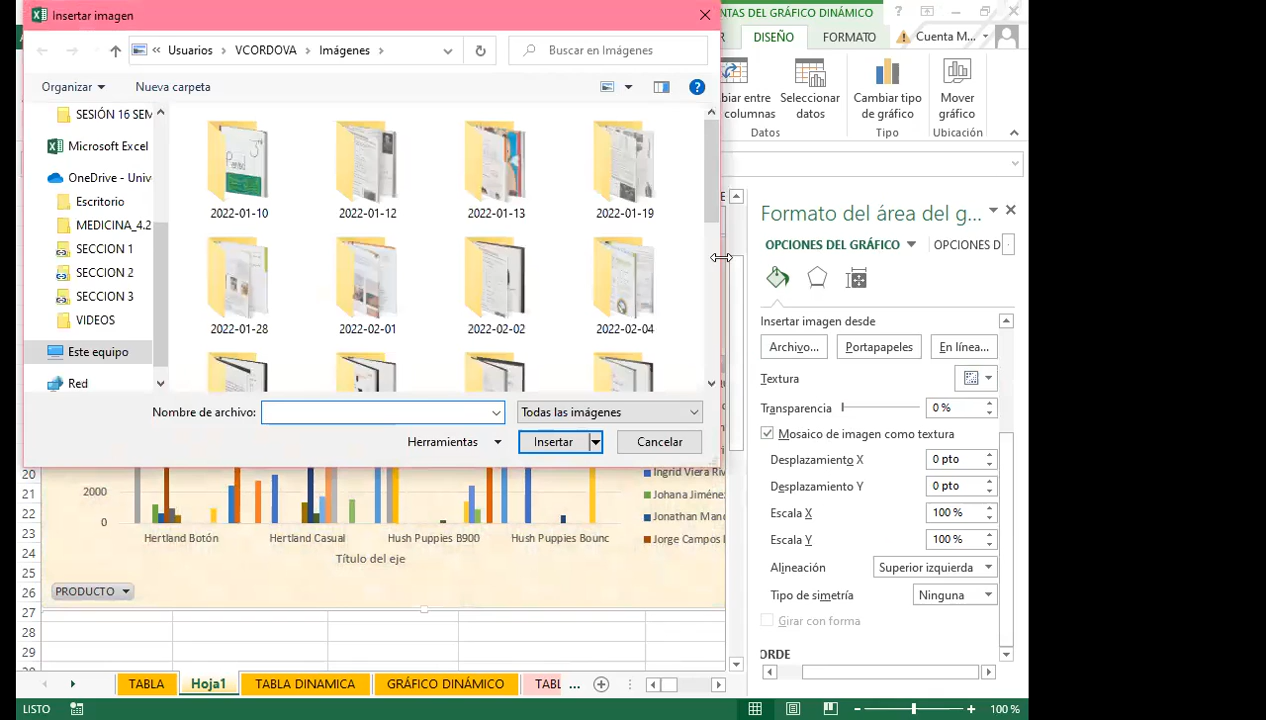 Insertar imagen
NTAS DEL GRÁFICO DINÁMICO
DISEÑO
FORMATO
Cuenta M...
Usuarios
VCORDOVA
Imágenes
Buscar en Imágenes
Organizar
Nueva carpeta
SESIÓN 16 SEM
Microsoft Excel
OneDrive - Univ
Escritorio
MEDICINA_4.2
SECCION 1
SECCION 2
SECCION 3
VIDEOS
Este equipo
Red
2022-01-10
2022-01-12
2022-01-13
2022-01-19
2022-01-28
2022-02-01
2022-02-02
2022-02-04
Nombre de archivo:
Todas las imágenes
Herramientas
Insertar
Cancelar
biar entre
columnas
Seleccionar
datos
Cambiar tipo
de gráfico
Mover
gráfico
Datos
Tipo
Ubicación
Formato del área del g...
OPCIONES DEL GRÁFICO
OPCIONES D
Insertar imagen desde
Archivo...
Portapapeles
En línea...
Textura
Transparencia
0 %
Mosaico de imagen como textura
Desplazamiento X
0 pto
Desplazamiento Y
0 pto
Escala X
100 %
Escala Y
100 %
Alineación
Superior izquierda
Tipo de simetría
Ninguna
Girar con forma
ORDE
20
21
22
23
24
25
26
27
28
29
2000
0
Hertland Botón
Hertland Casual
Hush Puppies B900
Hush Puppies Bounc
Título del eje
PRODUCTO
Ingrid Viera Riv
Johana Jiménez
Jonathan Manc
Jorge Campos
TABLA
Hoja1
TABLA DINAMICA
GRÁFICO DINÁMICO
TABL
...
LISTO
100 %